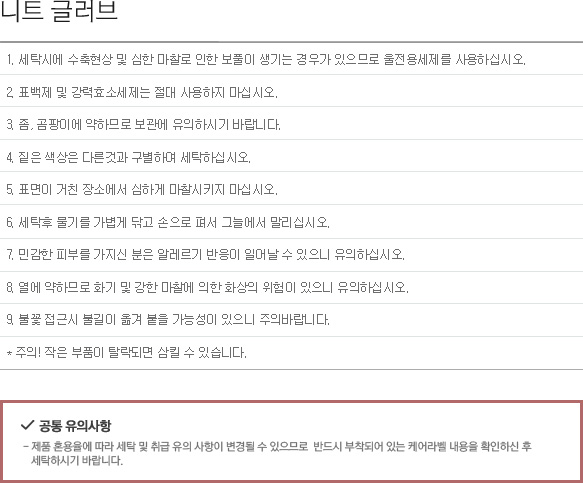 니트 글러브
1. 세탁시에 수축현상 및 심한 마찰로 인한 보풀이 생기는 경우가 있으므로 울전용세제를 사용하십시오.
2. 표백제 및 강력효소세제는 절대 사용하지 마십시오.
3. 좀, 곰팡이에 약하므로 보관에 유의하시기 바랍니다.
4. 짙은 색상은 다른것과 구별하여 세탁하십시오.
5. 표면이 거친 장소에서 심하게 마찰시키지 마십시오.
6. 세탁후 물기를 가볍게 닦고 손으로 펴서 그늘에서 말리십시오.
7. 민감한 피부를 가지신 분은 알레르기 반응이 일어날 수 있으니 유의하십시오.
8. 열에 약하므로 화기 및 강한 마찰에 의한 화상의 위험이 있으니 유의하십시오.
9. 불꽃 접근시 불길이 옮겨 붙을 가능성이 있으니 주의바랍니다.
* 주의! 작은 부품이 탈락되면 삼킬 수 있습니다.
✓ 공통 유의사항
- 제품 혼용율에 따라 세탁 및 취급 유의 사항이 변경될 수 있으므로 반드시 부착되어 있는 케어라벨 내용을 확인하신 후
세탁하시기 바랍니다.